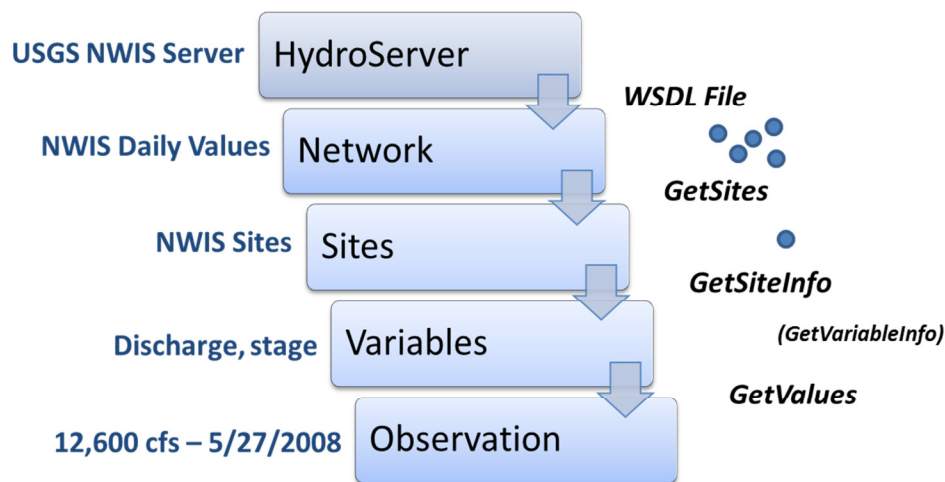 USGS NWIS Server
HydroServer
WSDL File
NWIS Daily Values
Network
GetSites
NWIS Sites
Sites
GetSiteInfo
Discharge, stage
Variables
(GetVariableInfo)
GetValues
12,600 cfs – 5/27/2008
Observation